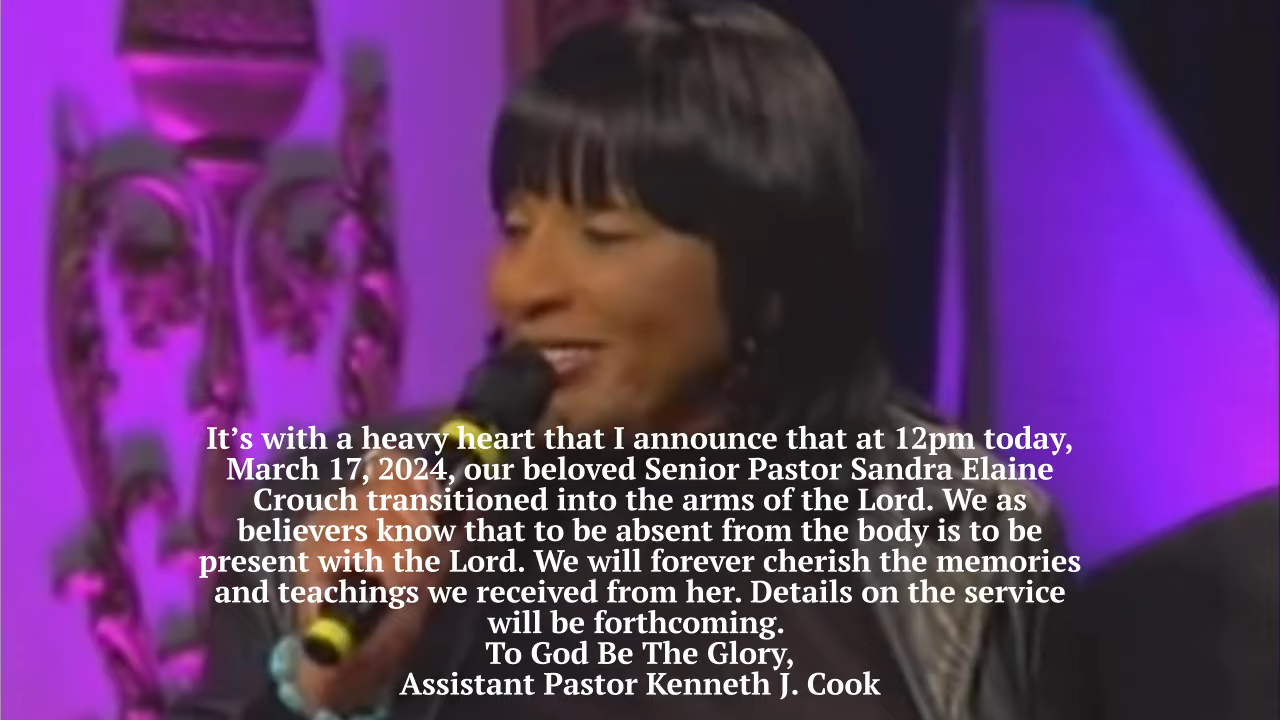 It’s with a heavy heart that I announce that at 12pm today,
March 17, 2024, our beloved Senior Pastor Sandra Elaine
Crouch transitioned into the arms of the Lord. We as
believers know that to be absent from the body is to be
present with the Lord. We will forever cherish the memories
and teachings we received from her. Details on the service
will be forthcoming.
To God Be The Glory,
Assistant Pastor Kenneth J. Cook